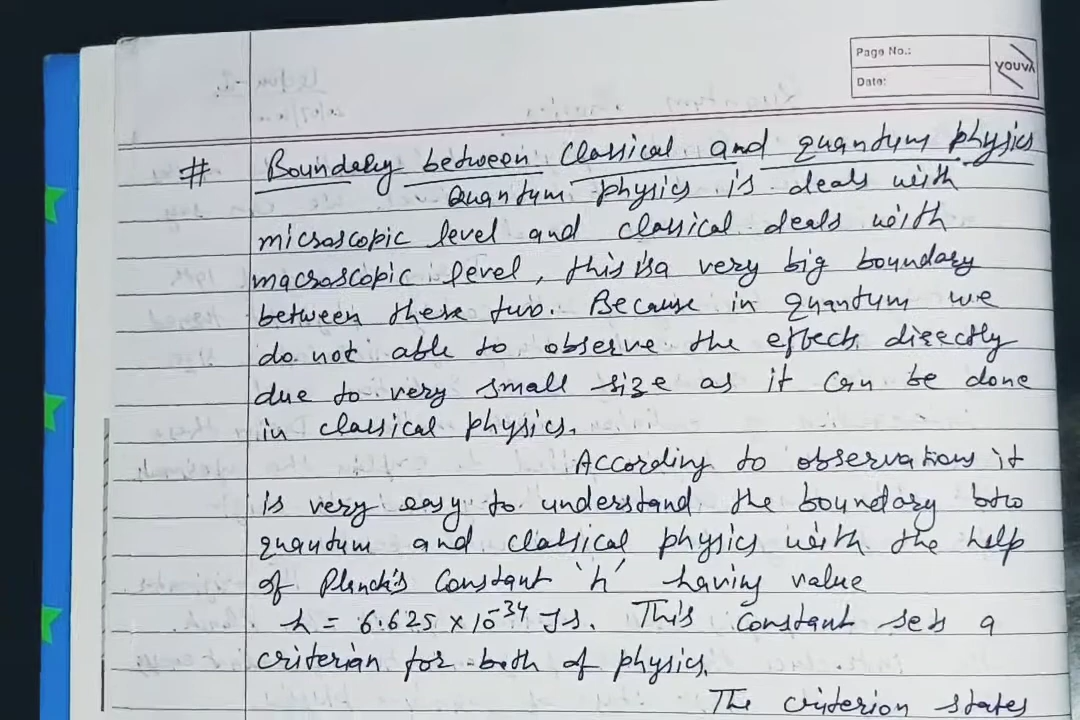 Page No.:
YOUVA
Date:
# Boundary between Classical and quantum physics
Quantum physics is deals with
microscopic level and classical deals with
macroscopic level, this is a very big boundary
between these two. Because in quantum we
do not able to observe the effect directly
due to very small size as it can be done
in classical physics.
According to observations it
is very easy to understand the boundary btw
quantum and classical physics with the help
of Planck's Constant 'h' having value
h = 6.625 × 10⁻³⁴ Js. This Constant sets a
criterian for both of physics.
The criterion states